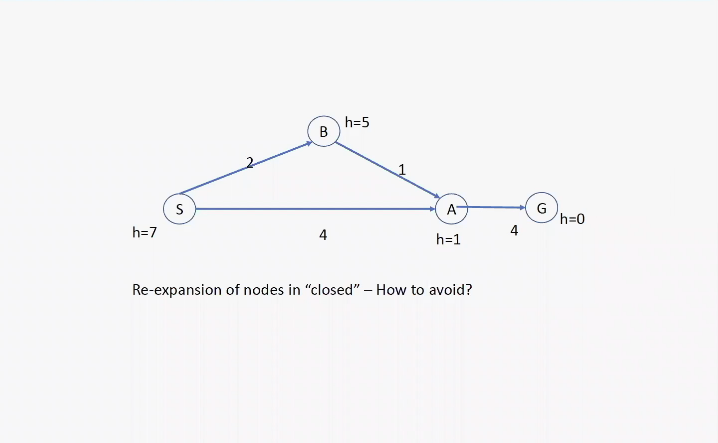 B
h=5
2
1
S
A
G
h=0
h=7
4
h=1
4
Re-expansion of nodes in “closed” – How to avoid?